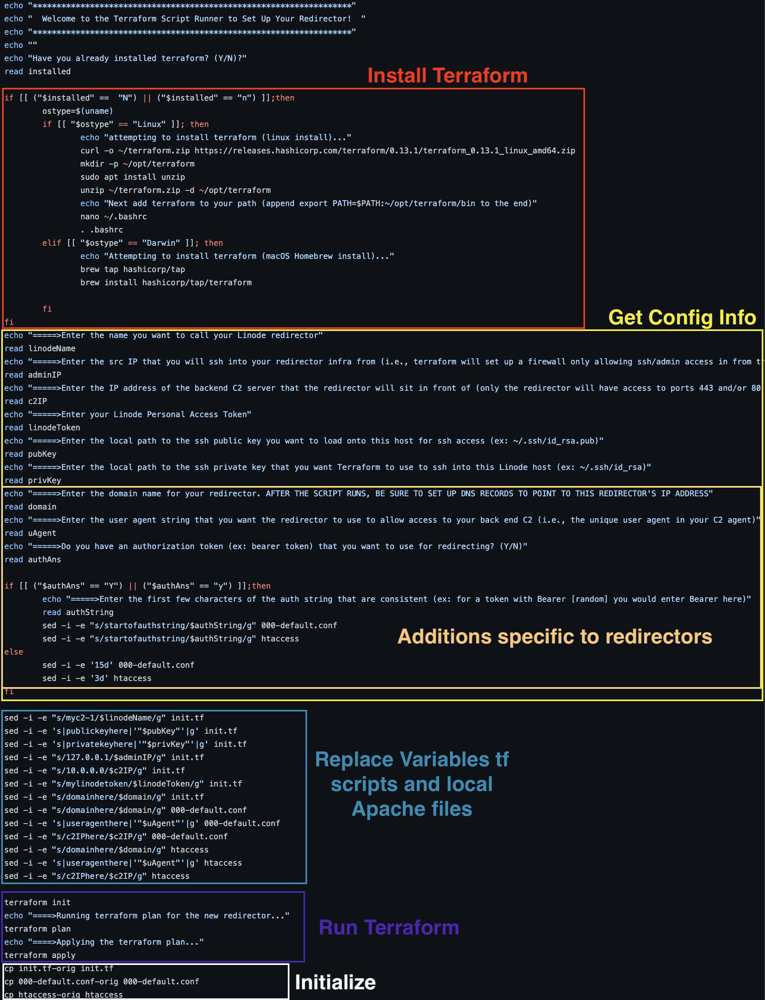 echo "*******************************************************************"
echo "  Welcome to the Terraform Script Runner to Set Up Your Redirector!  "
echo "*******************************************************************"
echo ""
echo "Have you already installed terraform? (Y/N)?"
read installed
Install Terraform
if [[ ("$installed" ==  "N") || ("$installed" == "n") ]];then
        ostype=$(uname)
        if [[ "$ostype" == "Linux" ]]; then
                echo "attempting to install terraform (linux install)..."
                curl -o ~/terraform.zip https://releases.hashicorp.com/terraform/0.13.1/terraform_0.13.1_linux_amd64.zip
                mkdir -p ~/opt/terraform
                sudo apt install unzip
                unzip ~/terraform.zip -d ~/opt/terraform
                echo "Next add terraform to your path (append export PATH=$PATH:~/opt/terraform/bin to the end)"
                nano ~/.bashrc
                . .bashrc
        elif [[ "$ostype" == "Darwin" ]]; then
                echo "Attempting to install terraform (macOS Homebrew install)..."
                brew tap hashicorp/tap
                brew install hashicorp/tap/terraform
        fi
fi
Get Config Info
echo "=====>Enter the name you want to call your Linode redirector"
read linodeName
echo "=====>Enter the src IP that you will ssh into your redirector infra from (i.e., terraform will set up a firewall only allowing ssh/admin access in from
read adminIP
echo "=====>Enter the IP address of the backend C2 server that the redirector will sit in front of (only the redirector will have access to ports 443 and/or 80
read c2IP
echo "=====>Enter your Linode Personal Access Token"
read linodeToken
echo "=====>Enter the local path to the ssh public key you want to load onto this host for ssh access (ex: ~/.ssh/id_rsa.pub)"
read pubKey
echo "=====>Enter the local path to the ssh private key that you want Terraform to use to ssh into this Linode host (ex: ~/.ssh/id_rsa)"
read privKey
echo "=====>Enter the domain name for your redirector. AFTER THE SCRIPT RUNS, BE SURE TO SET UP DNS RECORDS TO POINT TO THIS REDIRECTOR'S IP ADDRESS"
read domain
echo "=====>Enter the user agent string that you want the redirector to use to allow access to your back end C2 (i.e., the unique user agent in your C2 agent)"
read uAgent
echo "=====>Do you have an authorization token (ex: bearer token) that you want to use for redirecting? (Y/N)"
read authAns
if [[ ("$authAns" == "Y") || ("$authAns" == "y") ]];then
        echo "=====>Enter the first few characters of the auth string that are consistent (ex: for a token with Bearer [random] you would enter Bearer here)"
        read authString
        sed -i -e "s/startofauthstring/$authString/g" 000-default.conf
        sed -i -e "s/startofauthstring/$authString/g" htaccess
Additions specific to redirectors
else
        sed -i -e '15d' 000-default.conf
        sed -i -e '3d' htaccess
fi
sed -i -e "s/myc2-1/$linodeName/g" init.tf
sed -i -e 's|publickeyhere|'"$pubKey"'|g' init.tf
sed -i -e 's|privatekeyhere|'"$privKey"'|g' init.tf
sed -i -e "s/127.0.0.1/$adminIP/g" init.tf
sed -i -e "s/10.0.0.0/$c2IP/g" init.tf
sed -i -e "s/mylinodetoken/$linodeToken/g" init.tf
sed -i -e "s/domainhere/$domain/g" init.tf
sed -i -e "s/domainhere/$domain/g" 000-default.conf
sed -i -e 's|useragenthere|'"$uAgent"'|g' 000-default.conf
sed -i -e "s/c2IPhere/$c2IP/g" 000-default.conf
sed -i -e "s/domainhere/$domain/g" htaccess
sed -i -e 's|useragenthere|'"$uAgent"'|g' htaccess
sed -i -e "s/c2IPhere/$c2IP/g" htaccess
Replace Variables tf
scripts and local
Apache files
terraform init
echo "====>Running terraform plan for the new redirector..."
terraform plan
echo "====>Applying the terraform plan..."
terraform apply
Run Terraform
cp init.tf-orig init.tf
cp 000-default.conf-orig 000-default.conf
cp htaccess-orig htaccess
Initialize